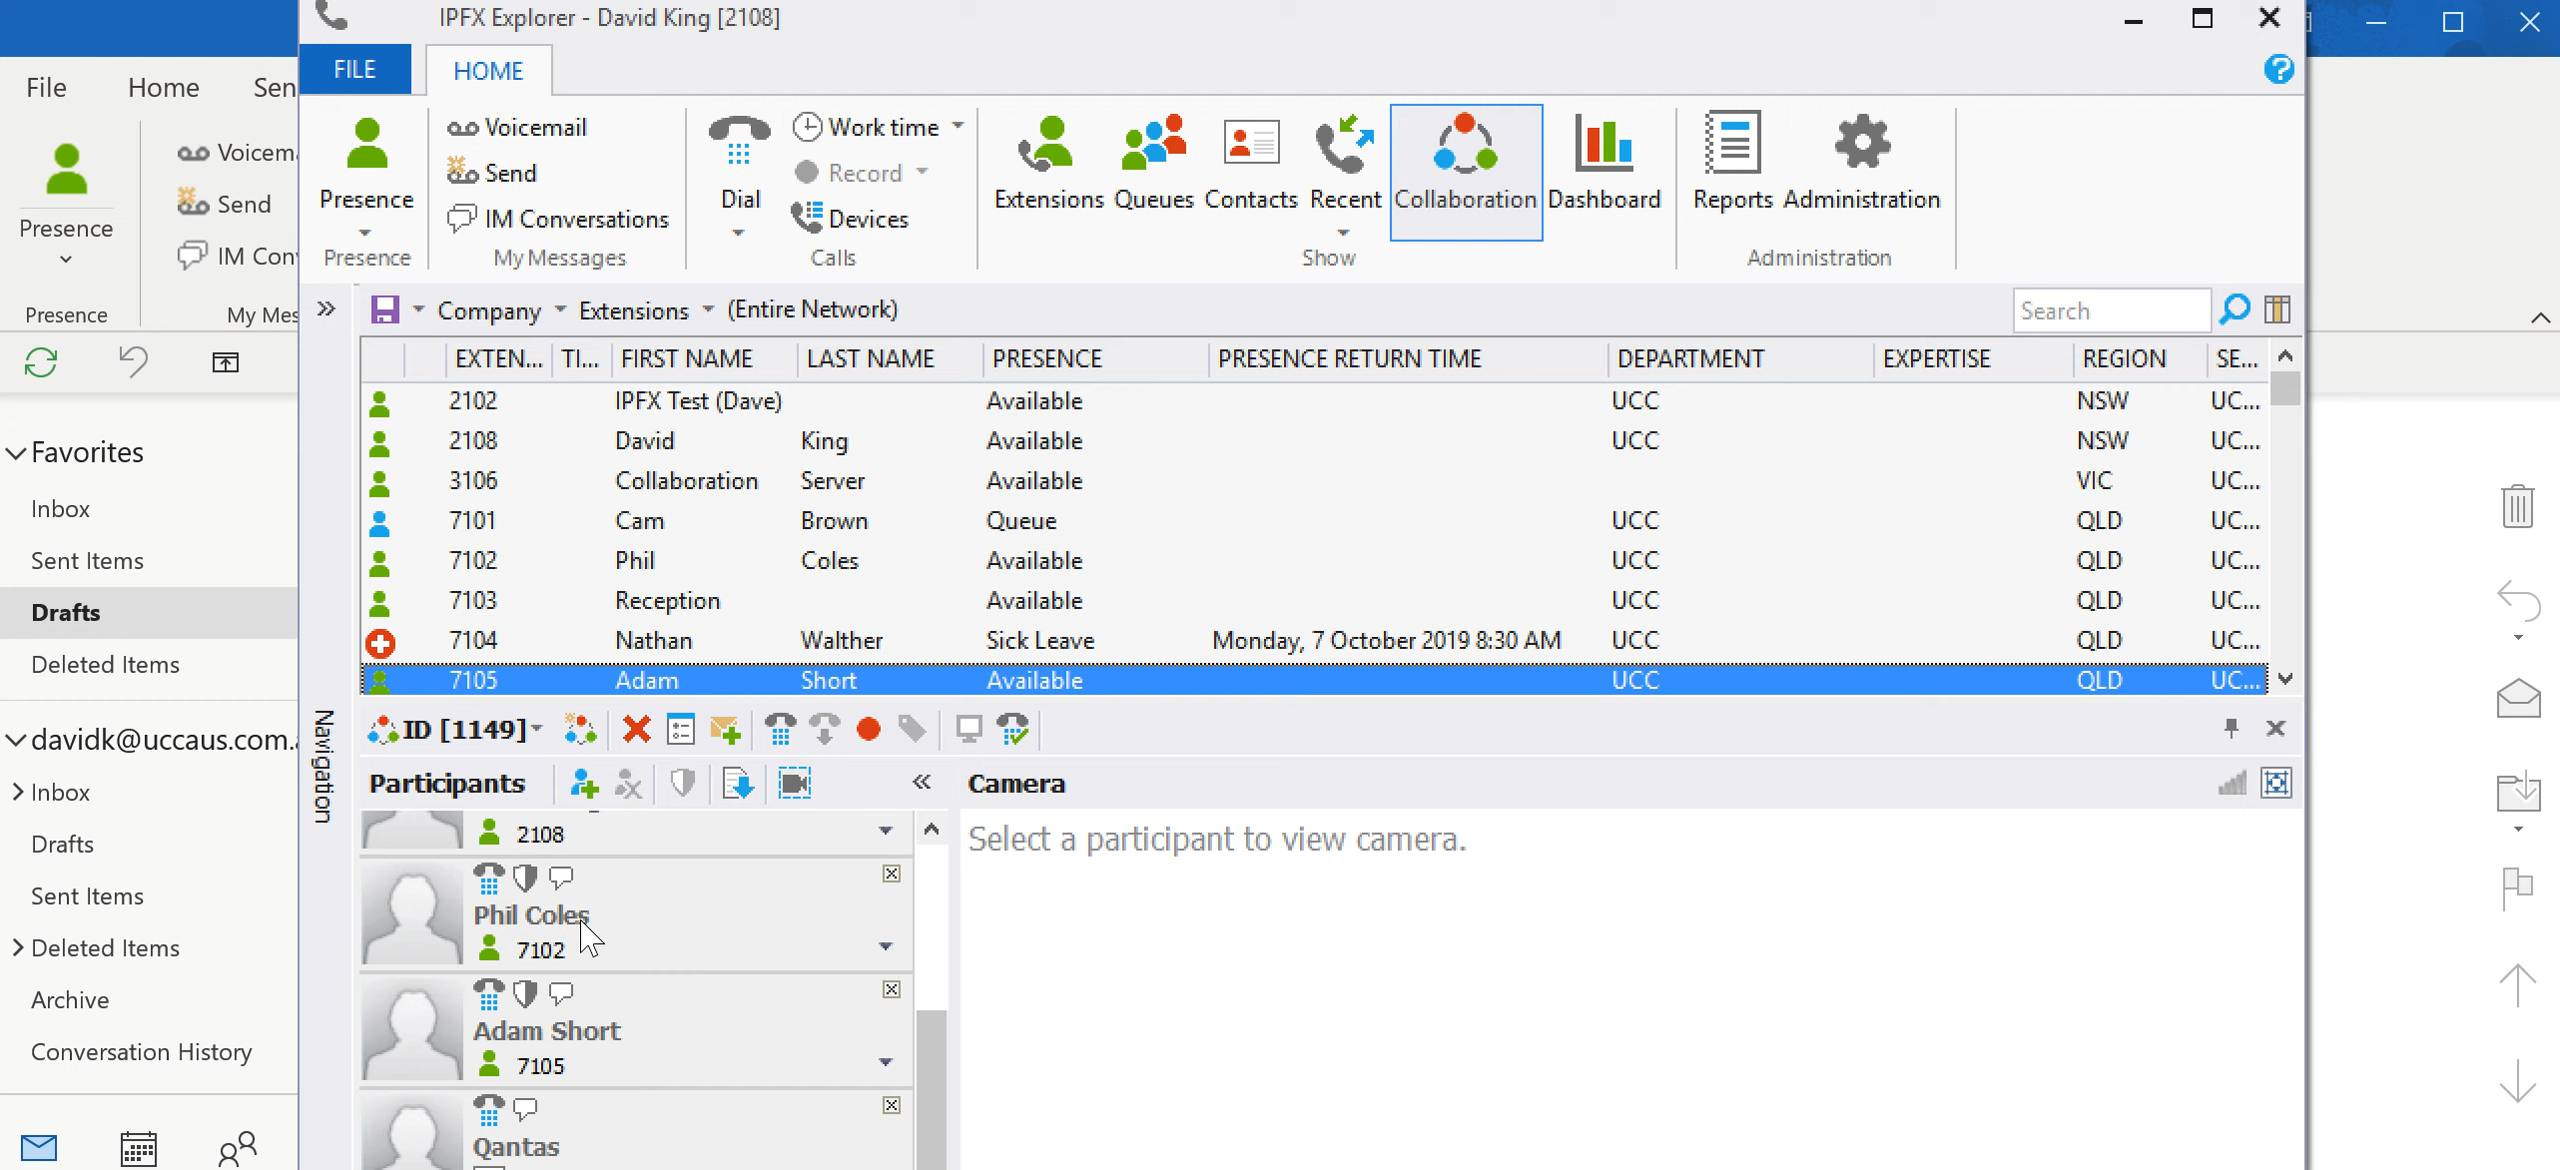 IPFX Explorer - David King [2108]
FILE HOME
File Home Sen
Presence
Presence
Voicema
Send
IM Con
My Mes
Presence
Presence
Voicemail
Send
IM Conversations
My Messages
Dial
Work time
Record
Devices
Calls
Extensions Queues Contacts Recent Collaboration Dashboard
Show
Reports Administration
Administration
Company Extensions (Entire Network)
Search
EXTEN... TI... FIRST NAME LAST NAME PRESENCE PRESENCE RETURN TIME DEPARTMENT EXPERTISE REGION SE...
2102 IPFX Test (Dave) Available UCC NSW UC...
2108 David King Available UCC NSW UC...
3106 Collaboration Server Available VIC UC...
7101 Cam Brown Queue UCC QLD UC...
7102 Phil Coles Available UCC QLD UC...
7103 Reception Available UCC QLD UC...
7104 Nathan Walther Sick Leave Monday, 7 October 2019 8:30 AM UCC QLD UC...
7105 Adam Short Available UCC QLD UC...
Navigation
ID [1149]
Participants
Camera
Select a participant to view camera.
2108
Phil Coles
7102
Adam Short
7105
Qantas
Favorites
Inbox
Sent Items
Drafts
Deleted Items
davidk@uccaus.com.
Inbox
Drafts
Sent Items
Deleted Items
Archive
Conversation History